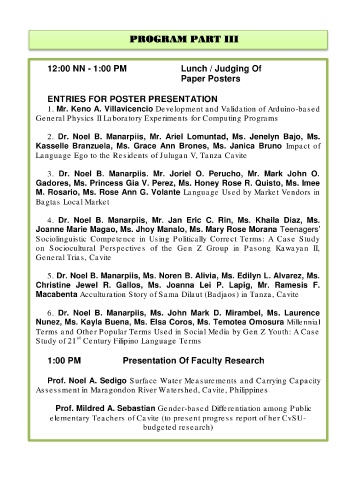 PROGRAM PART III
12:00 NN - 1:00 PM Lunch / Judging Of
Paper Posters
ENTRIES FOR POSTER PRESENTATION
1. Mr. Keno A. Villavicencio Development and Validation of Arduino-based
General Physics II Laboratory Experiments for Computing Programs
2. Dr. Noel B. Manarpiis, Mr. Ariel Lomuntad, Ms. Jenelyn Bajo, Ms.
Kasselle Branzuela, Ms. Grace Ann Brones, Ms. Janica Bruno Impact of
Language Ego to the Residents of Julugan V, Tanza Cavite
3. Dr. Noel B. Manarpiis. Mr. Joriel O. Perucho, Mr. Mark John O.
Gadores, Ms. Princess Gia V. Perez, Ms. Honey Rose R. Quisto, Ms. Imee
M. Rosario, Ms. Rose Ann G. Volante Language Used by Market Vendors in
Bagtas Local Market
4. Dr. Noel B. Manarpiis, Mr. Jan Eric C. Rin, Ms. Khaila Diaz, Ms.
Joanne Marie Magao, Ms. Jhoy Manalo, Ms. Mary Rose Morana Teenagers'
Sociolinguistic Competence in Using Politically Correct Terms: A Case Study
on Sociocultural Perspectives of the Gen Z Group in Pasong Kawayan II,
General Trias, Cavite
5. Dr. Noel B. Manarpiis, Ms. Noren B. Alivia, Ms. Edilyn L. Alvarez, Ms.
Christine Jewel R. Gallos, Ms. Joanna Lei P. Lapig, Mr. Ramesis F.
Macabenta Acculturation Story of Sama Dilaut (Badjaos) in Tanza, Cavite
6. Dr. Noel B. Manarpiis, Ms. John Mark D. Mirambel, Ms. Laurence
Nunez, Ms. Kayla Buena, Ms. Elsa Coros, Ms. Temotea Omosura Millennial
Terms and Other Popular Terms Used in Social Media by Gen Z Youth: A Case
Study of 21st Century Filipino Language Terms
1:00 PM Presentation Of Faculty Research
Prof. Noel A. Sedigo Surface Water Measurements and Carrying Capacity
Assessment in Maragondon River Watershed, Cavite, Philippines
Prof. Mildred A. Sebastian Gender-based Differentiation among Public
elementary Teachers of Cavite (to present progress report of her CvSU-
budgeted research)